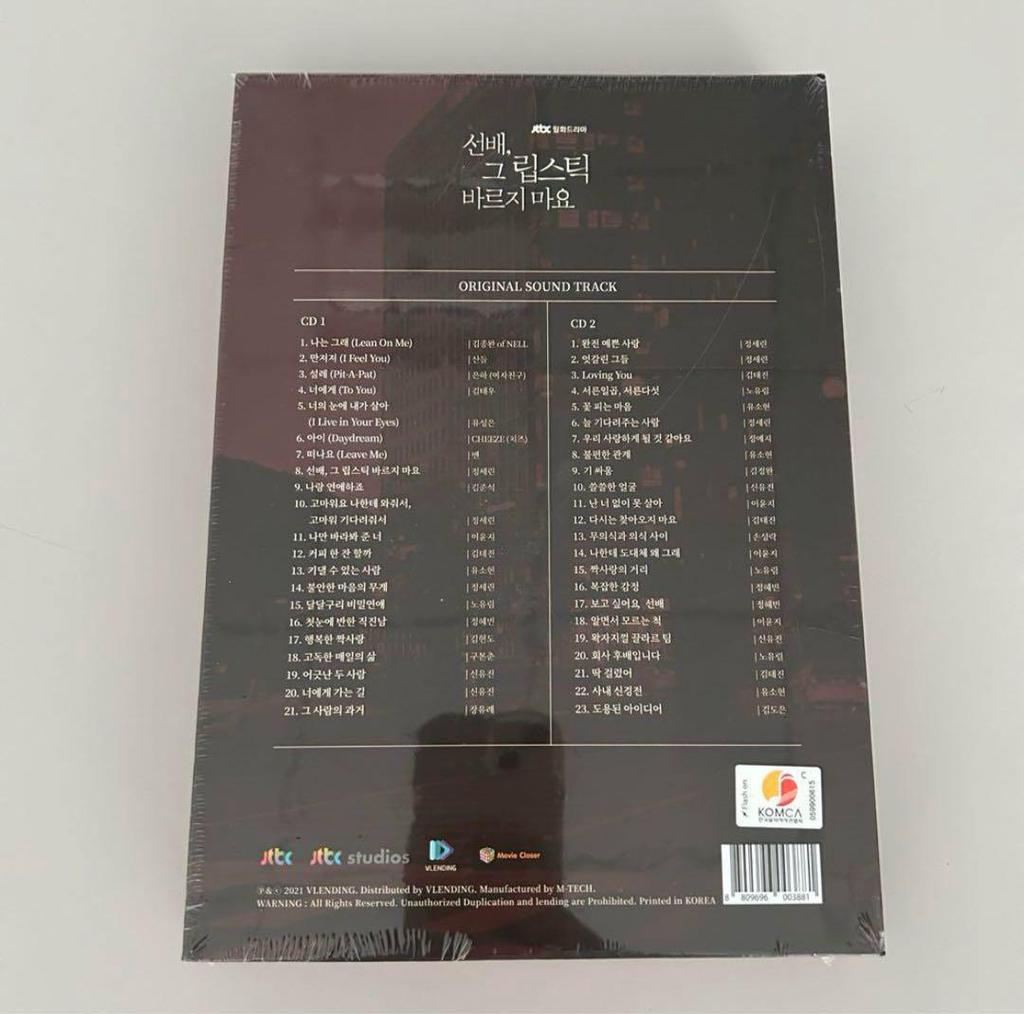 jtbc 월화드라마
선배,
그 립스틱
바르지 마요
ORIGINAL SOUND TRACK
CD 1
1. 나는 그래 (Lean On Me) | 김종완 of NELL
2. 만져져 (I Feel You) | 산들
3. 설레 (Pit-A-Pat) | 은하 (여자친구)
4. 너에게 (To You) | 김태우
5. 너의 눈에 내가 살아
(I Live in Your Eyes) | 유성은
6. 아이 (Daydream) | CHEEZE (치즈)
7. 떠나요 (Leave Me) | 벤
8. 선배, 그 립스틱 바르지 마요 | 정세린
9. 나랑 연애하죠 | 김준석
10. 고마워요 나한테 와줘서,
고마워 기다려줘서 | 정세린
11. 나만 바라봐 준 너 | 이윤지
12. 커피 한 잔 할까 | 김태진
13. 기댈 수 있는 사람 | 유소현
14. 불안한 마음의 무게 | 정세린
15. 달달구리 비밀연애 | 노유림
16. 첫눈에 반한 직진남 | 정혜빈
17. 행복한 짝사랑 | 김현도
18. 고독한 매일의 삶 | 구본춘
19. 어긋난 두 사람 | 신유진
20. 너에게 가는 길 | 신유진
21. 그 사람의 과거 | 장유례
CD 2
1. 완전 예쁜 사랑 | 정세린
2. 엇갈린 그들 | 정세린
3. Loving You | 김태진
4. 서른일곱, 서른다섯 | 노유림
5. 꽃 피는 마음 | 유소현
6. 늘 기다려주는 사람 | 정세린
7. 우리 사랑하게 될 것 같아요 | 정예지
8. 불편한 관계 | 유소현
9. 기 싸움 | 김정완
10. 쓸쓸한 얼굴 | 신유진
11. 난 너 없이 못 살아 | 이윤지
12. 다시는 찾아오지 마요 | 김태진
13. 무의식과 의식 사이 | 손성락
14. 나한테 도대체 왜 그래 | 이윤지
15. 짝사랑의 거리 | 노유림
16. 복잡한 감정 | 정혜빈
17. 보고 싶어요, 선배 | 정혜빈
18. 알면서 모르는 척 | 이윤지
19. 왁자지껄 끌라르 팀 | 신유진
20. 회사 후배입니다 | 노유림
21. 딱 걸렸어 | 김태진
22. 사내 신경전 | 유소현
23. 도용된 아이디어 | 김도은
Flash on
KOMCA
한국음악저작권협회
C
059900615
jtbc
jtbc studios
VLENDING
Movie Closer
Ⓟ&ⓒ 2021 VLENDING. Distributed by VLENDING. Manufactured by M-TECH.
WARNING : All Rights Reserved. Unauthorized Duplication and lending are Prohibited. Printed in KOREA
8 809696 003881